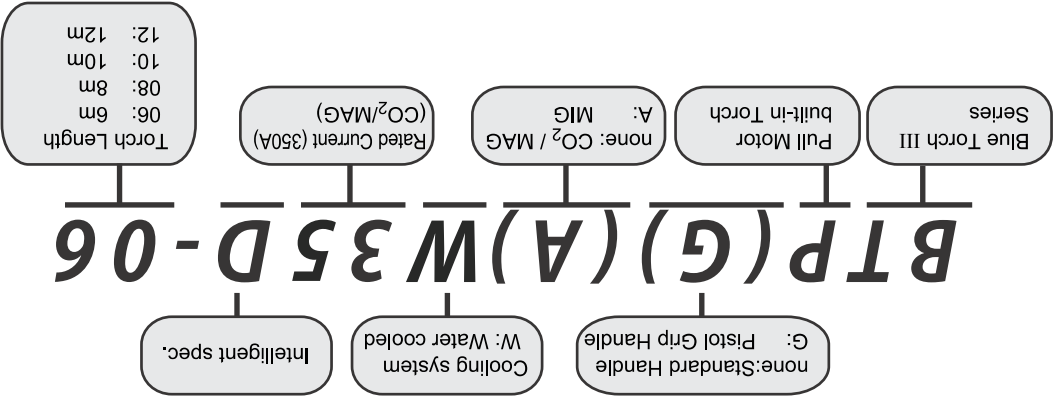 none:Standard Handle
G: Pistol Grip Handle
Cooling system
W: Water cooled
Intelligent spec.
BTP(G)(A)W35D-06
Blue Torch III
Series
Pull Motor
built-in Torch
none: CO2 / MAG
A: MIG
Rated Current (350A)
(CO2/MAG)
Torch Length
06: 6m
08: 8m
10: 10m
12: 12m